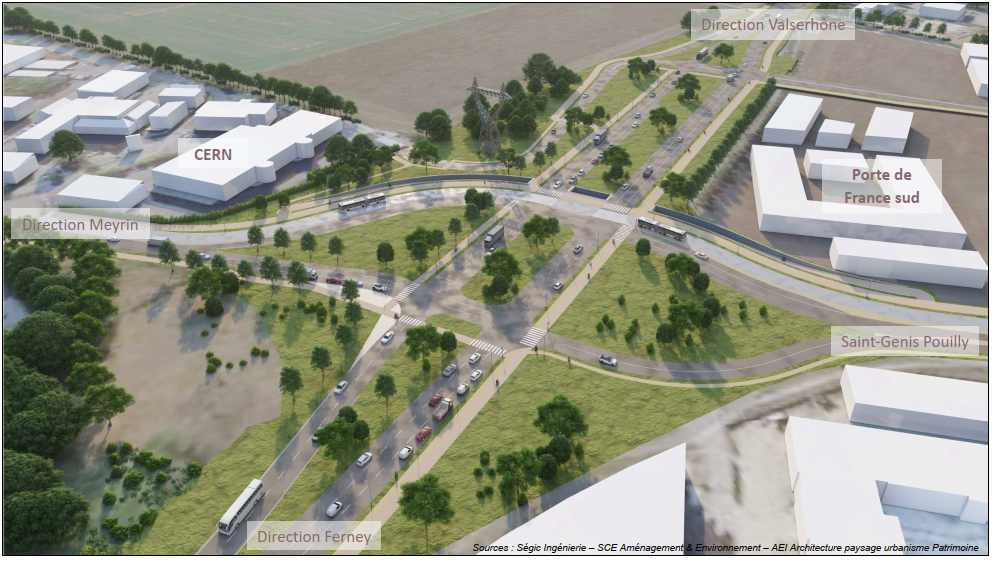 Direction Valserhône
CERN
Porte de
France sud
Direction Meyrin
Saint-Genis Pouilly
Direction Ferney
Sources : Ségic Ingénierie – SCE Aménagement & Environnement – AEI Architecture paysage urbanisme Patrimoine